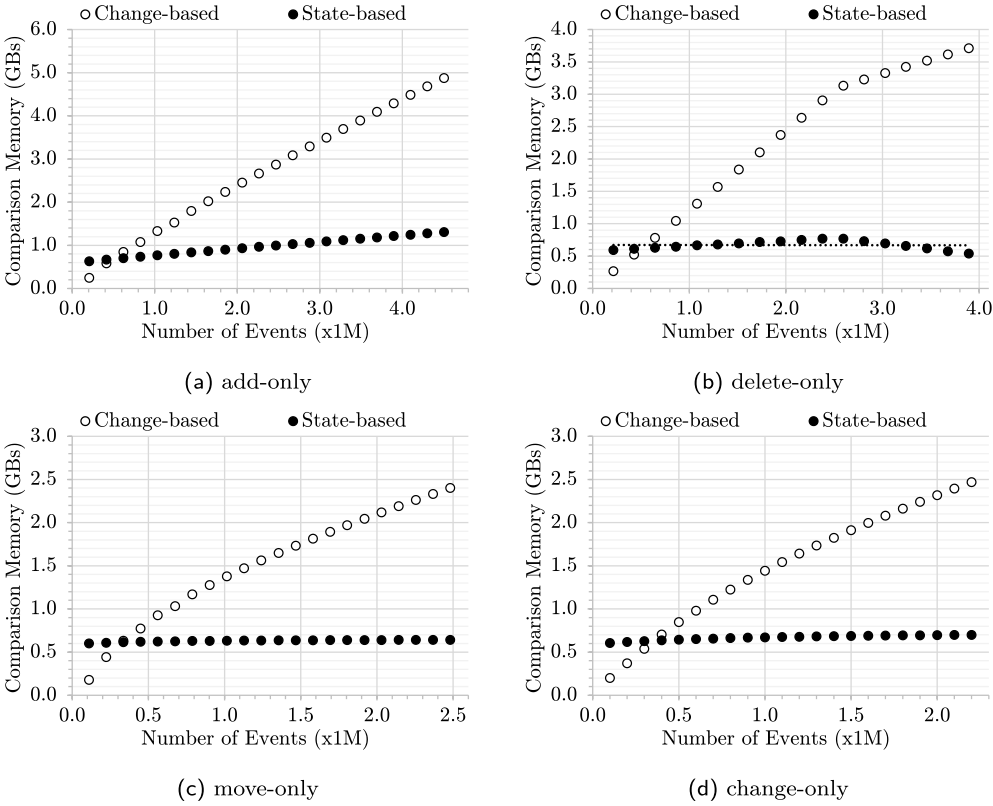 Change-based State-based
Comparison Memory (GBs)
6.0
5.0
4.0
3.0
2.0
1.0
0.0
0.0 1.0 2.0 3.0 4.0
Number of Events (x1M)
(a) add-only
Change-based State-based
Comparison Memory (GBs)
4.0
3.5
3.0
2.5
2.0
1.5
1.0
0.5
0.0
0.0 1.0 2.0 3.0 4.0
Number of Events (x1M)
(b) delete-only
Change-based State-based
Comparison Memory (GBs)
3.0
2.5
2.0
1.5
1.0
0.5
0.0
0.0 0.5 1.0 1.5 2.0 2.5
Number of Events (x1M)
(c) move-only
Change-based State-based
Comparison Memory (GBs)
3.0
2.5
2.0
1.5
1.0
0.5
0.0
0.0 0.5 1.0 1.5 2.0
Number of Events (x1M)
(d) change-only